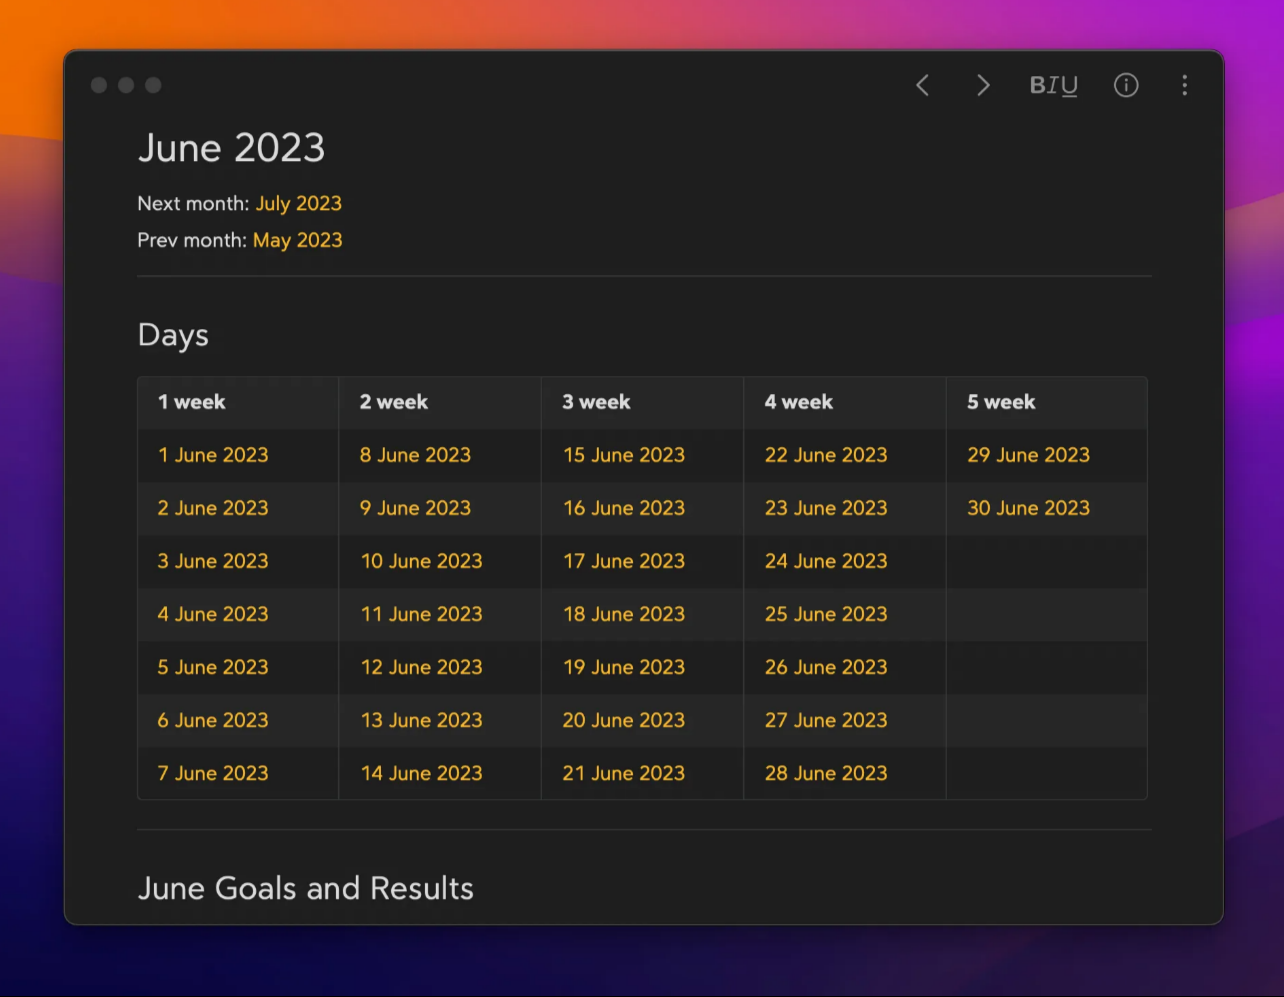 BIU
June 2023
Next month: July 2023
Prev month: May 2023
Days
1 week 2 week 3 week 4 week 5 week
1 June 2023 8 June 2023 15 June 2023 22 June 2023 29 June 2023
2 June 2023 9 June 2023 16 June 2023 23 June 2023 30 June 2023
3 June 2023 10 June 2023 17 June 2023 24 June 2023
4 June 2023 11 June 2023 18 June 2023 25 June 2023
5 June 2023 12 June 2023 19 June 2023 26 June 2023
6 June 2023 13 June 2023 20 June 2023 27 June 2023
7 June 2023 14 June 2023 21 June 2023 28 June 2023
June Goals and Results